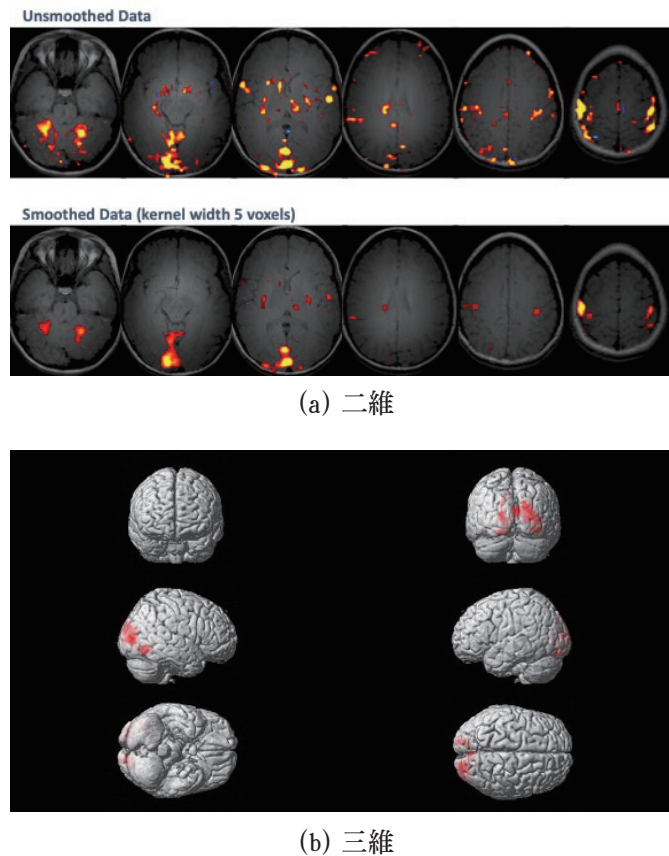 Unsmoothed Data
Smoothed Data (kernel width 5 voxels)
(a) 二維
(b) 三維